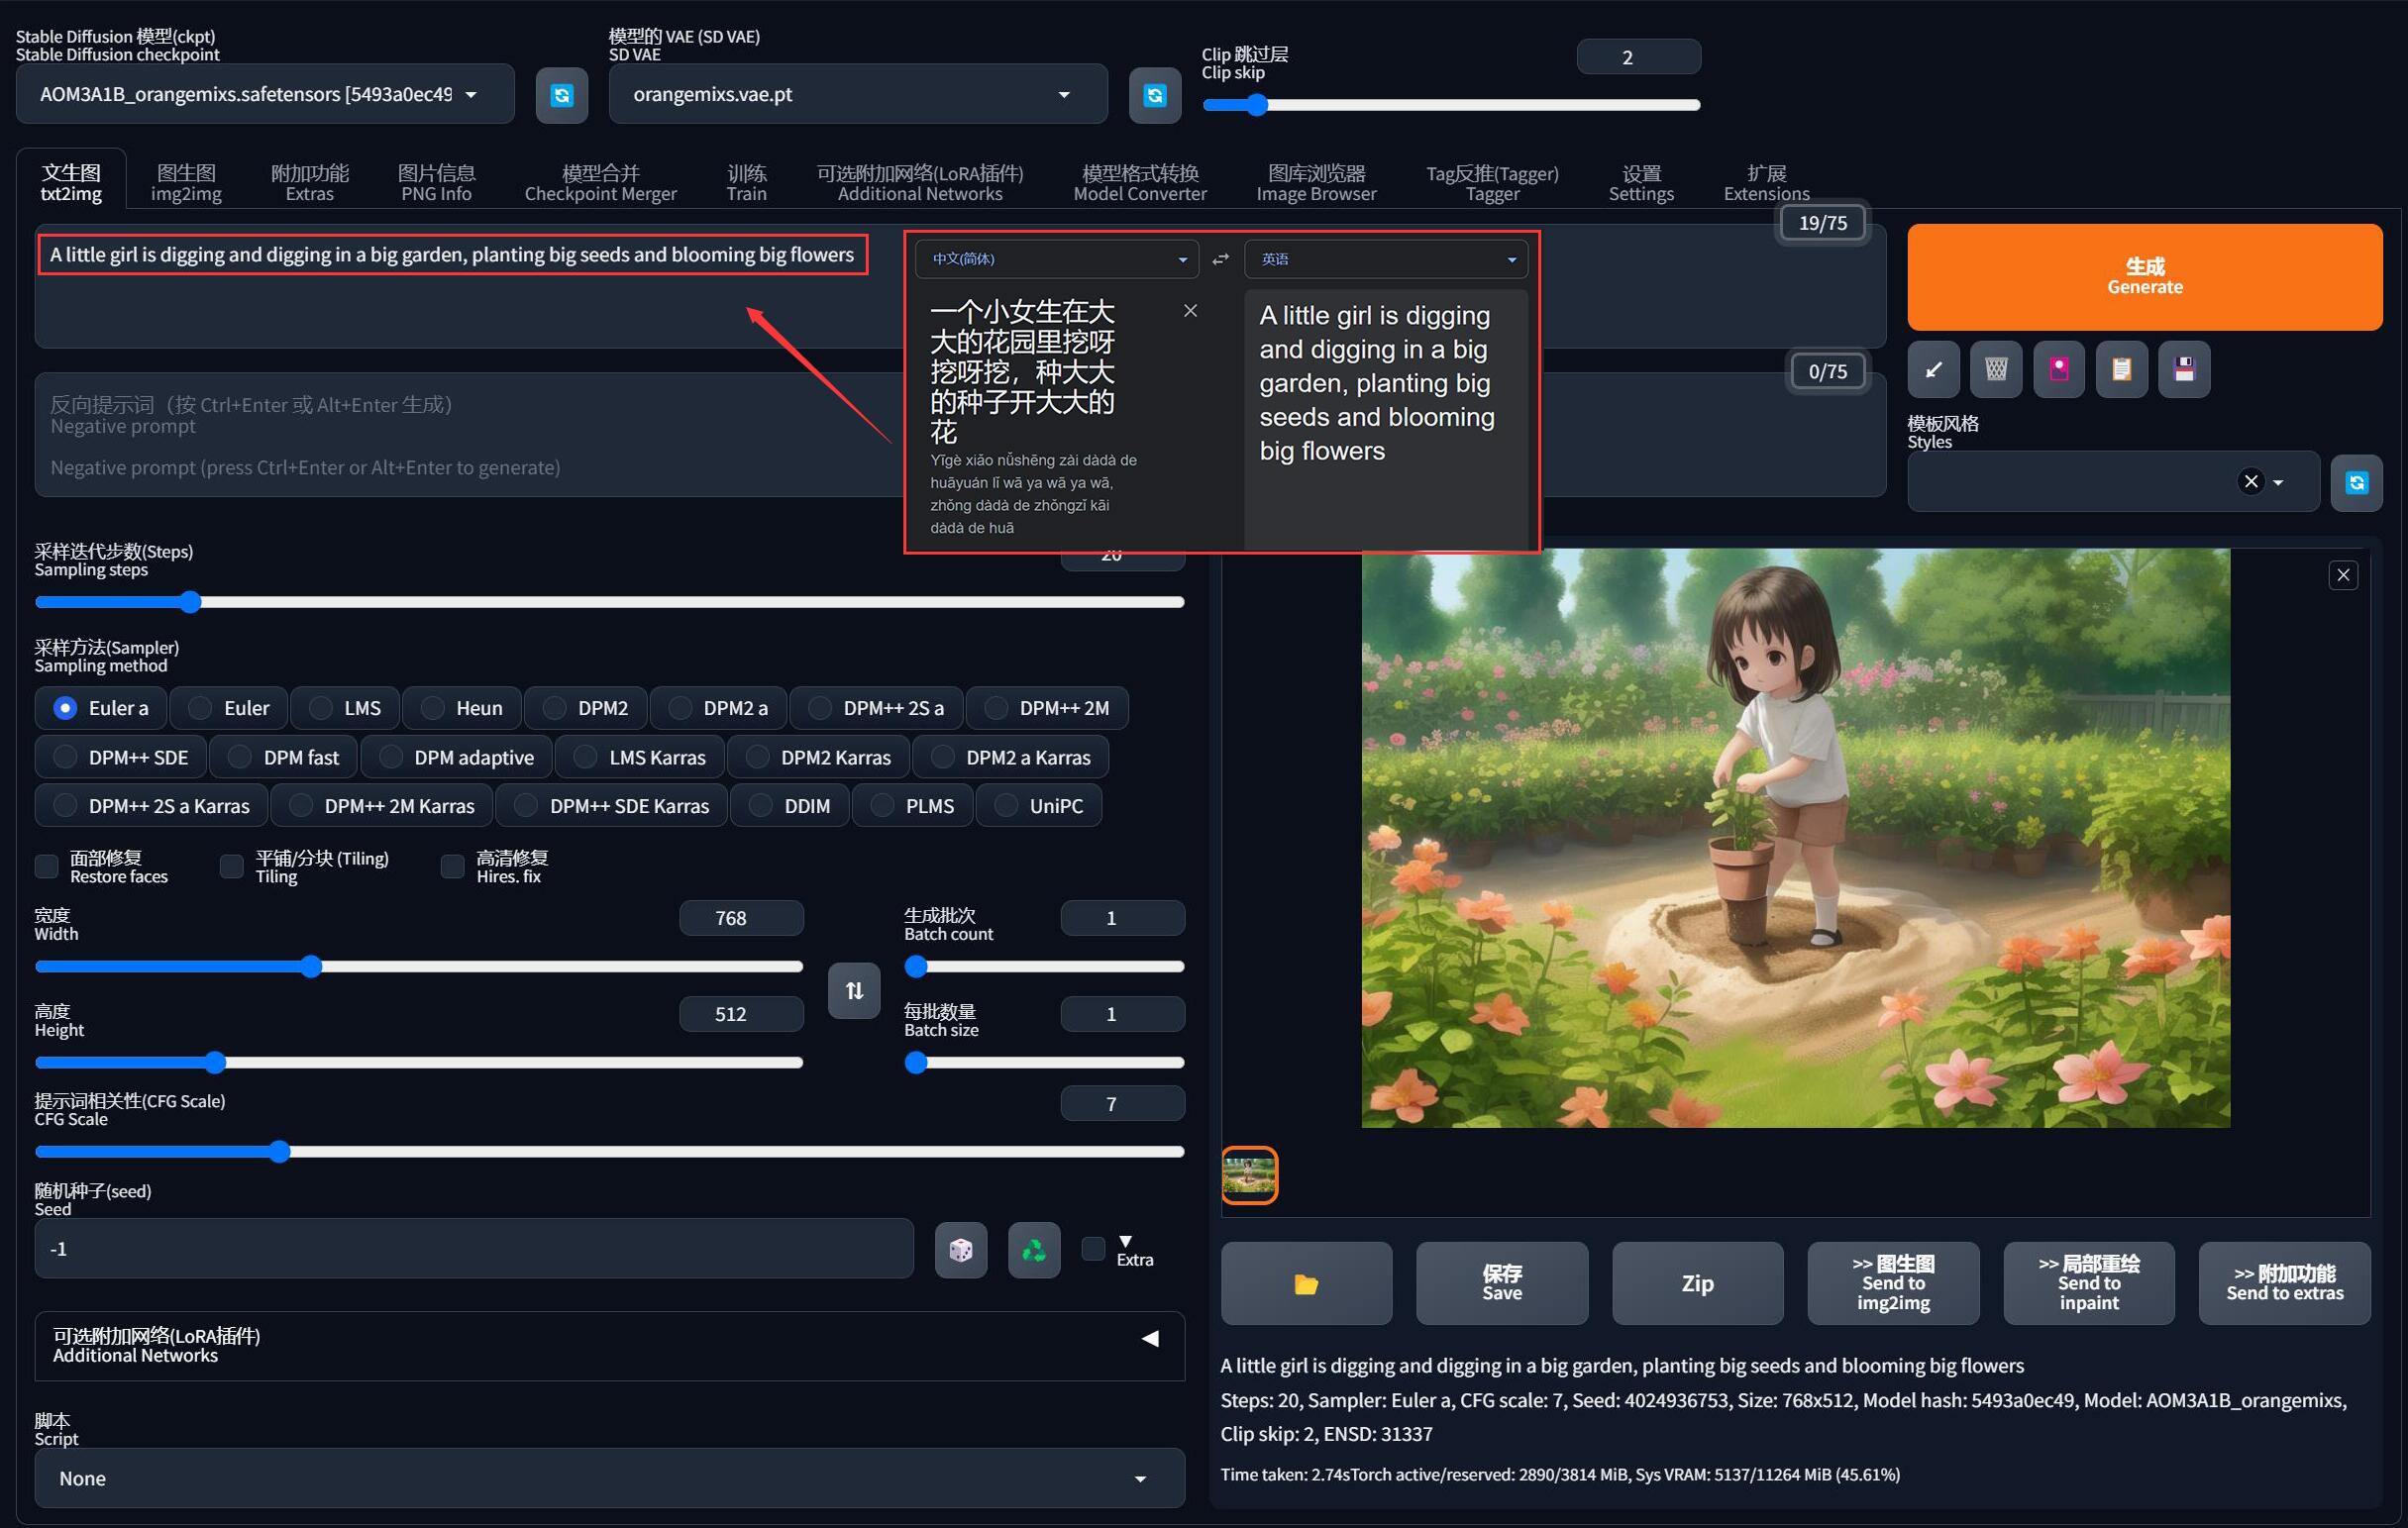 Stable Diffusion 模型(ckpt)
Stable Diffusion checkpoint
AOM3A1B_orangemixs.safetensors [5493a0ec49
模型的 VAE (SD VAE)
SD VAE
orangemixs.vae.pt
Clip 跳过层
Clip skip
2
文生图
txt2img
图生图
img2img
附加功能
Extras
图片信息
PNG Info
模型合并
Checkpoint Merger
训练
Train
可选附加网络(LoRA插件)
Additional Networks
模型格式转换
Model Converter
图库浏览器
Image Browser
Tag反推(Tagger)
Tagger
设置
Settings
扩展
Extensions
19/75
A little girl is digging and digging in a big garden, planting big seeds and blooming big flowers
中文(简体)
英语
一个小女生在大
大的花园里挖呀
挖呀挖，种大大
的种子开大大的
花
Yīgè xiǎo nǚshēng zài dàdà de
huāyuán lǐ wā ya wā ya wā,
zhǒng dàdà de zhǒngzǐ kāi
dàdà de huā
A little girl is digging
and digging in a big
garden, planting big
seeds and blooming
big flowers
生成
Generate
0/75
反向提示词（按 Ctrl+Enter 或 Alt+Enter 生成）
Negative prompt
Negative prompt (press Ctrl+Enter or Alt+Enter to generate)
模板风格
Styles
采样迭代步数(Steps)
Sampling steps
20
采样方法(Sampler)
Sampling method
Euler a
Euler
LMS
Heun
DPM2
DPM2 a
DPM++ 2S a
DPM++ 2M
DPM++ SDE
DPM fast
DPM adaptive
LMS Karras
DPM2 Karras
DPM2 a Karras
DPM++ 2S a Karras
DPM++ 2M Karras
DPM++ SDE Karras
DDIM
PLMS
UniPC
面部修复
Restore faces
平铺/分块 (Tiling)
Tiling
高清修复
Hires. fix
宽度
Width
768
生成批次
Batch count
1
高度
Height
512
每批数量
Batch size
1
提示词相关性(CFG Scale)
CFG Scale
7
随机种子(seed)
Seed
-1
Extra
可选附加网络(LoRA插件)
Additional Networks
脚本
Script
None
保存
Save
Zip
>> 图生图
Send to
img2img
>> 局部重绘
Send to
inpaint
>> 附加功能
Send to extras
A little girl is digging and digging in a big garden, planting big seeds and blooming big flowers
Steps: 20, Sampler: Euler a, CFG scale: 7, Seed: 4024936753, Size: 768x512, Model hash: 5493a0ec49, Model: AOM3A1B_orangemixs,
Clip skip: 2, ENSD: 31337
Time taken: 2.74sTorch active/reserved: 2890/3814 MiB, Sys VRAM: 5137/11264 MiB (45.61%)